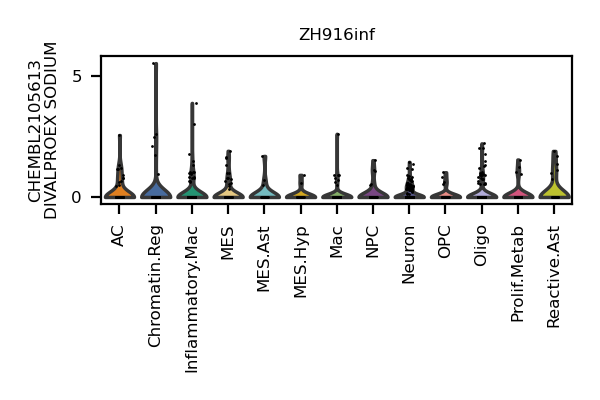 ZH916inf
CHEMBL2105613
DIVALPROEX SODIUM
5
0
AC
Chromatin.Reg
Inflammatory.Mac
MES
MES.Ast
MES.Hyp
Mac
NPC
Neuron
OPC
Oligo
Prolif.Metab
Reactive.Ast